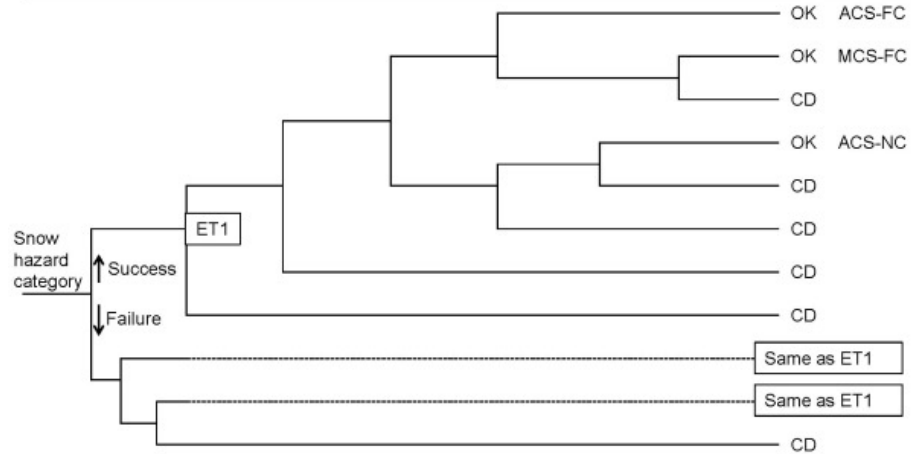 OK ACS-FC
OK MCS-FC
CD
OK ACS-NC
CD
CD
CD
CD
ET1
Snow
hazard
category
Success
Failure
Same as ET1
Same as ET1
CD